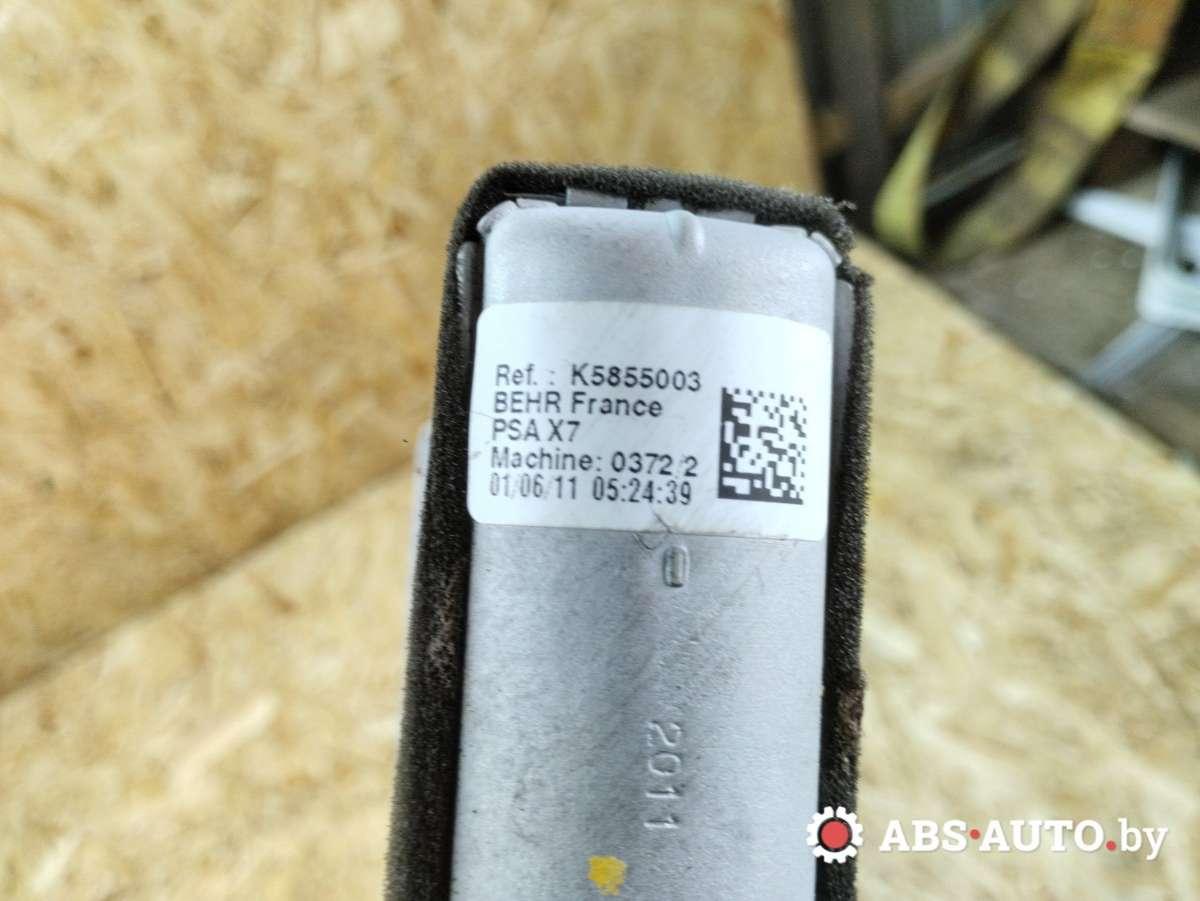 Ref. : K5855003
BEHR France
PSA X7
Machine: 0372/2
01/06/11 05:24:39
2011
ABS·AUTO.by